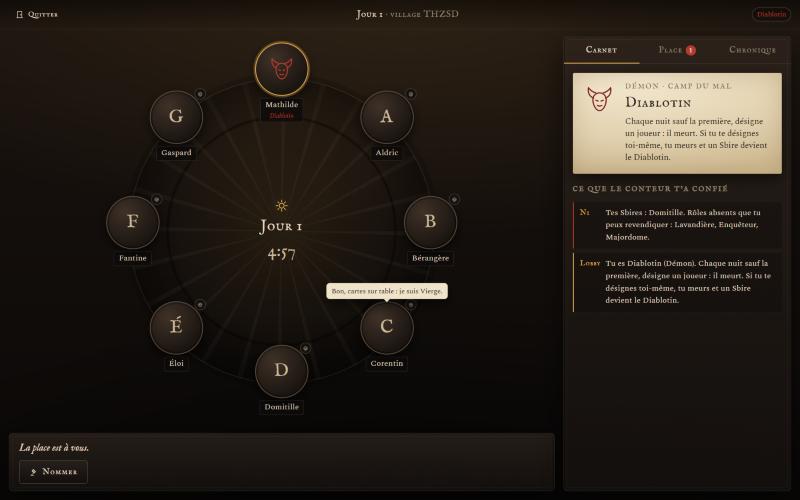 Quitter
Jour 1 · village THZSD
Diablotin
Carnet
Place 1
Chronique
Démon · Camp du Mal
Diablotin
Chaque nuit sauf la première, désigne
un joueur : il meurt. Si tu te désignes
toi-même, tu meurs et un Sbire devient
le Diablotin.
Ce que le Conteur t'a confié
N1
Tes Sbires : Domitille. Rôles absents que tu
peux revendiquer : Lavandière, Enquêteur,
Majordome.
Lobby
Tu es Diablotin (Démon). Chaque nuit sauf la
première, désigne un joueur : il meurt. Si tu te
désignes toi-même, tu meurs et un Sbire
devient le Diablotin.
Mathilde
Diablotin
G
Gaspard
A
Aldric
F
Fantine
B
Bérangère
Jour 1
4:57
Bon, cartes sur table : je suis Vierge.
É
Éloi
C
Corentin
D
Domitille
La place est à vous.
Nommer